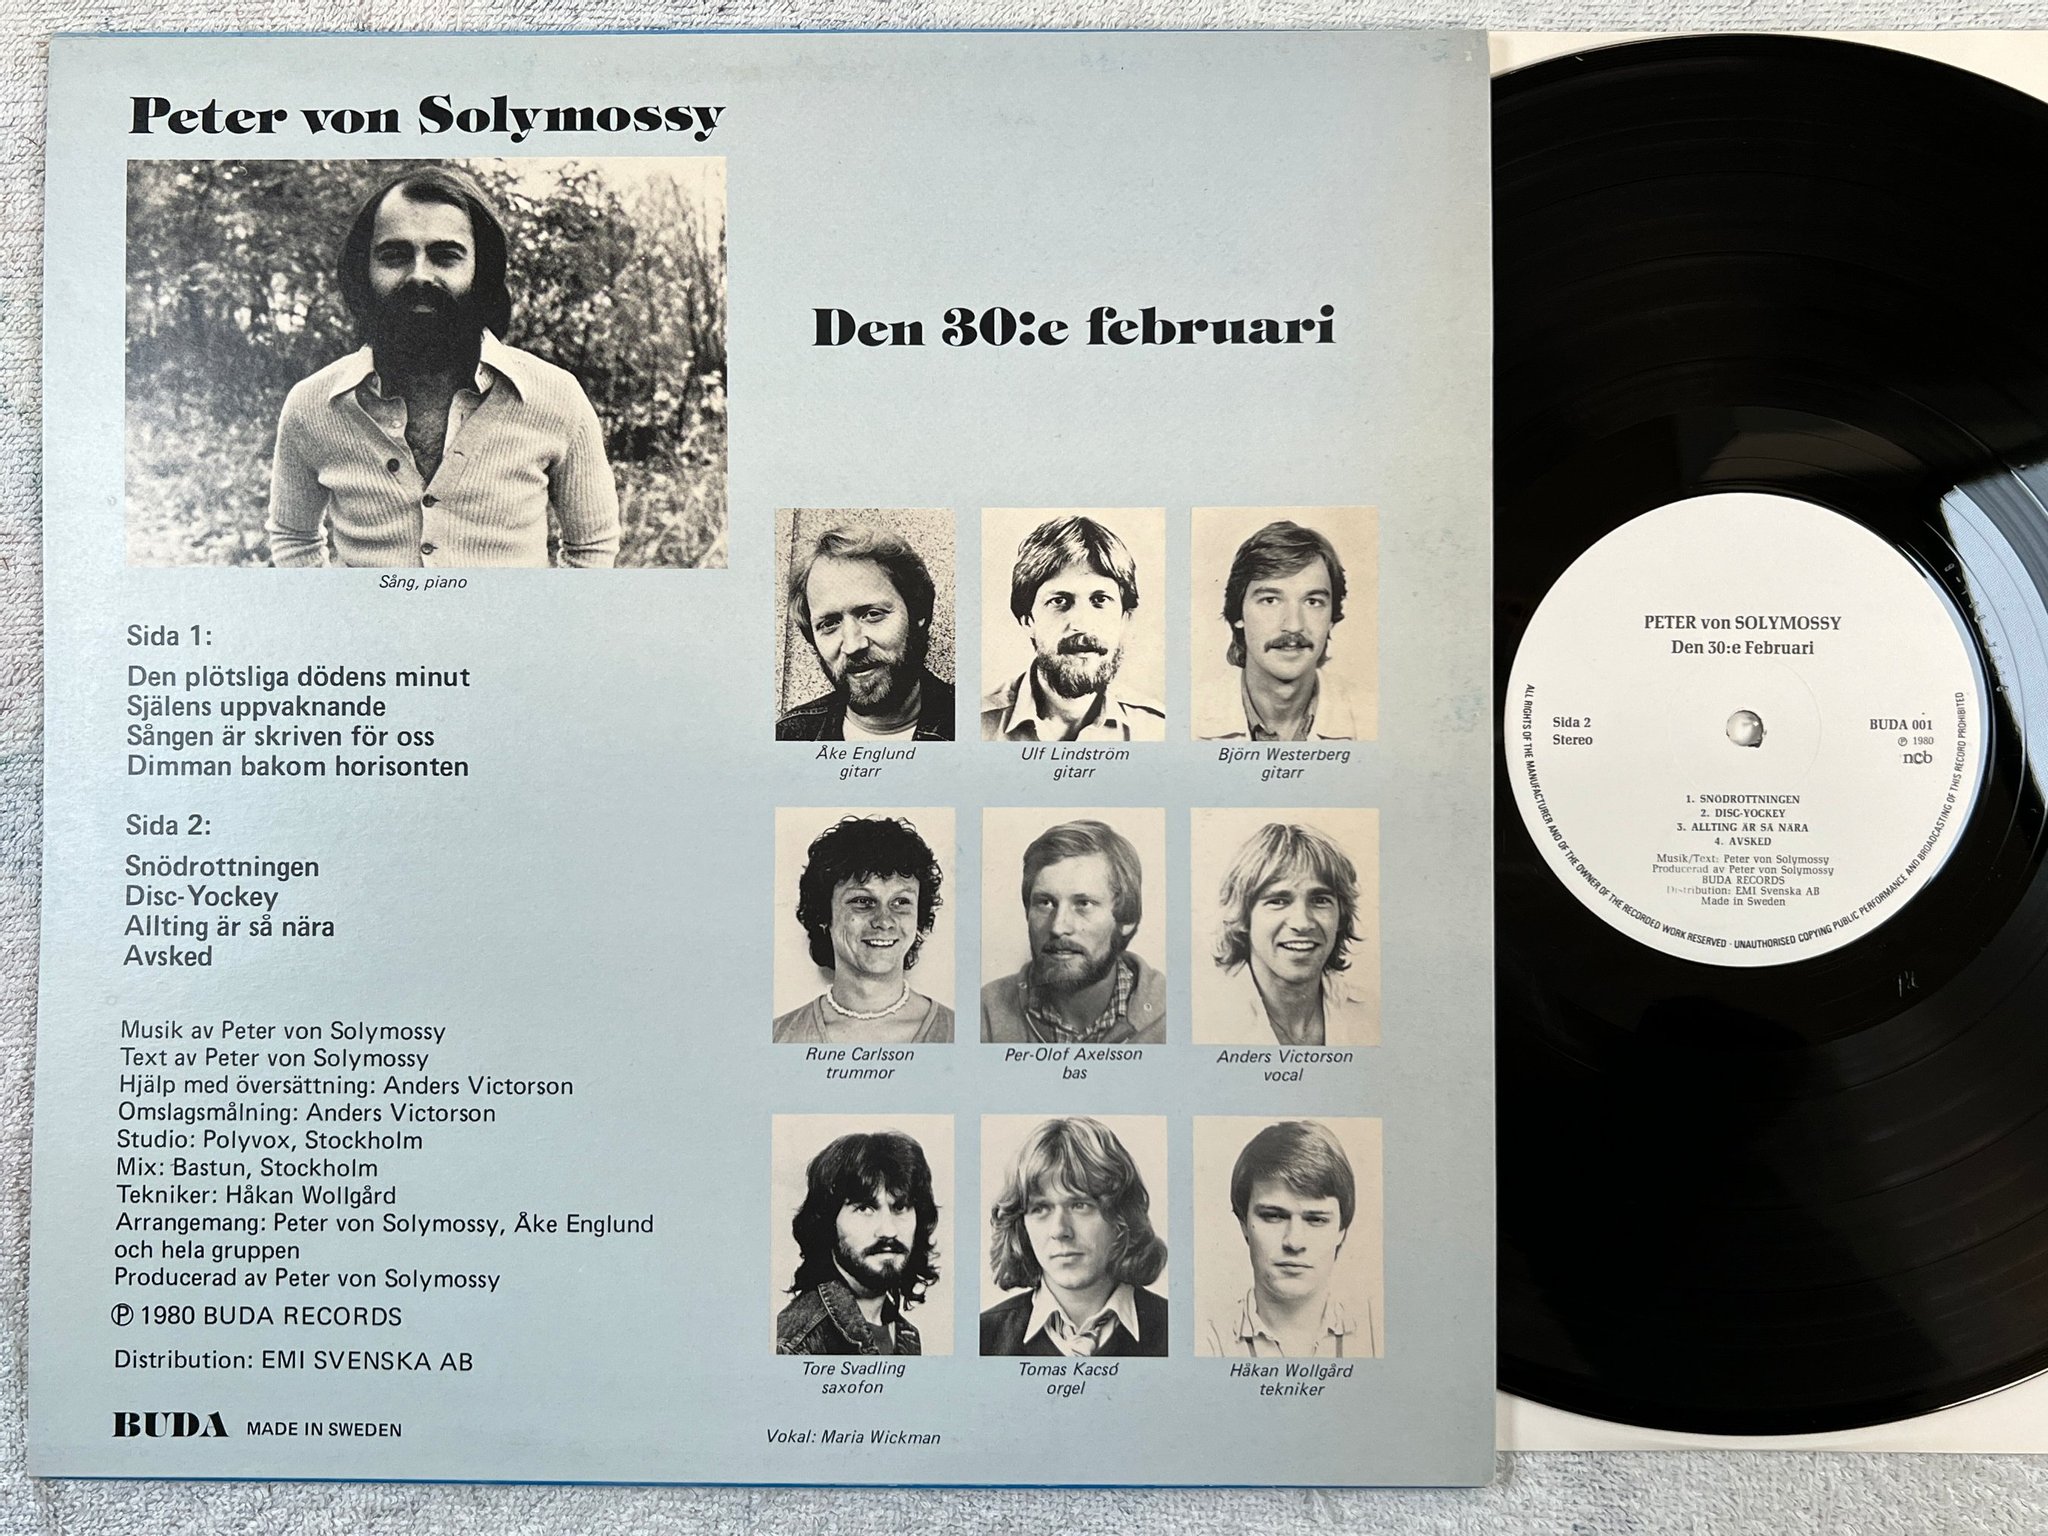 Peter von Solymossy
Sång, piano
Den 30:e februari
Sida 1:
Den plötsliga dödens minut
Själens uppvaknande
Sången är skriven för oss
Dimman bakom horisonten
Sida 2:
Snödrottningen
Disc-Yockey
Allting är så nära
Avsked
Musik av Peter von Solymossy
Text av Peter von Solymossy
Hjälp med översättning: Anders Victorson
Omslagsmålning: Anders Victorson
Studio: Polyvox, Stockholm
Mix: Bastun, Stockholm
Tekniker: Håkan Wollgård
Arrangemang: Peter von Solymossy, Åke Englund
och hela gruppen
Producerad av Peter von Solymossy
℗ 1980 BUDA RECORDS
Distribution: EMI SVENSKA AB
BUDA MADE IN SWEDEN
Åke Englund
gitarr
Ulf Lindström
gitarr
Björn Westerberg
gitarr
Rune Carlsson
trummor
Per-Olof Axelsson
bas
Anders Victorson
vocal
Tore Svadling
saxofon
Tomas Kacsó
orgel
Håkan Wollgård
tekniker
Vokal: Maria Wickman
PETER von SOLYMOSSY
Den 30:e Februari
Sida 2
Stereo
BUDA 001
℗ 1980
ncb
1. SNÖDROTTNINGEN
2. DISC-YOCKEY
3. ALLTING ÄR SÅ NÄRA
4. AVSKED
Musik/Text: Peter von Solymossy
Producerad av Peter von Solymossy
BUDA RECORDS
Distribution: EMI Svenska AB
Made in Sweden
ALL RIGHTS OF THE MANUFACTURER AND OF THE OWNER OF THE RECORDED WORK RESERVED · UNAUTHORISED COPYING PUBLIC PERFORMANCE AND BROADCASTING OF THIS RECORD PROHIBITED